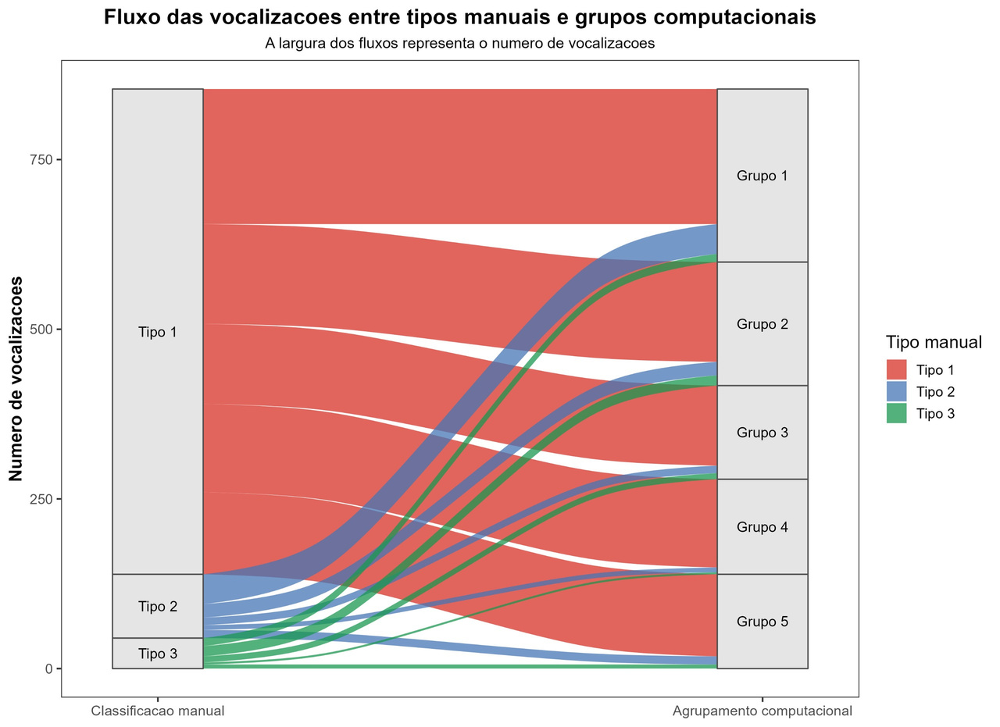 Fluxo das vocalizacoes entre tipos manuais e grupos computacionais
A largura dos fluxos representa o numero de vocalizacoes
Numero de vocalizacoes
750
500
250
0
Tipo 1
Tipo 2
Tipo 3
Grupo 1
Grupo 2
Grupo 3
Grupo 4
Grupo 5
Classificacao manual
Agrupamento computacional
Tipo manual
Tipo 1
Tipo 2
Tipo 3